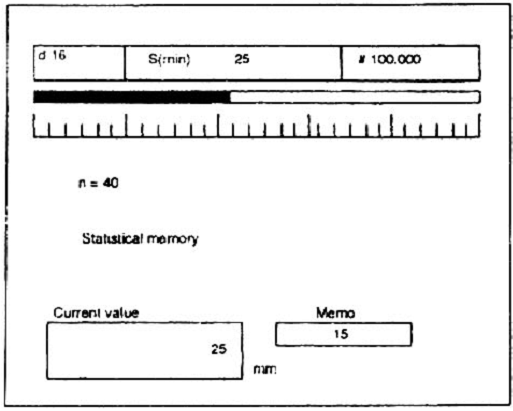 d 16 S(min) 25 # 100.000
n = 40
Statistical memory
Current value Memo
15
25
mm